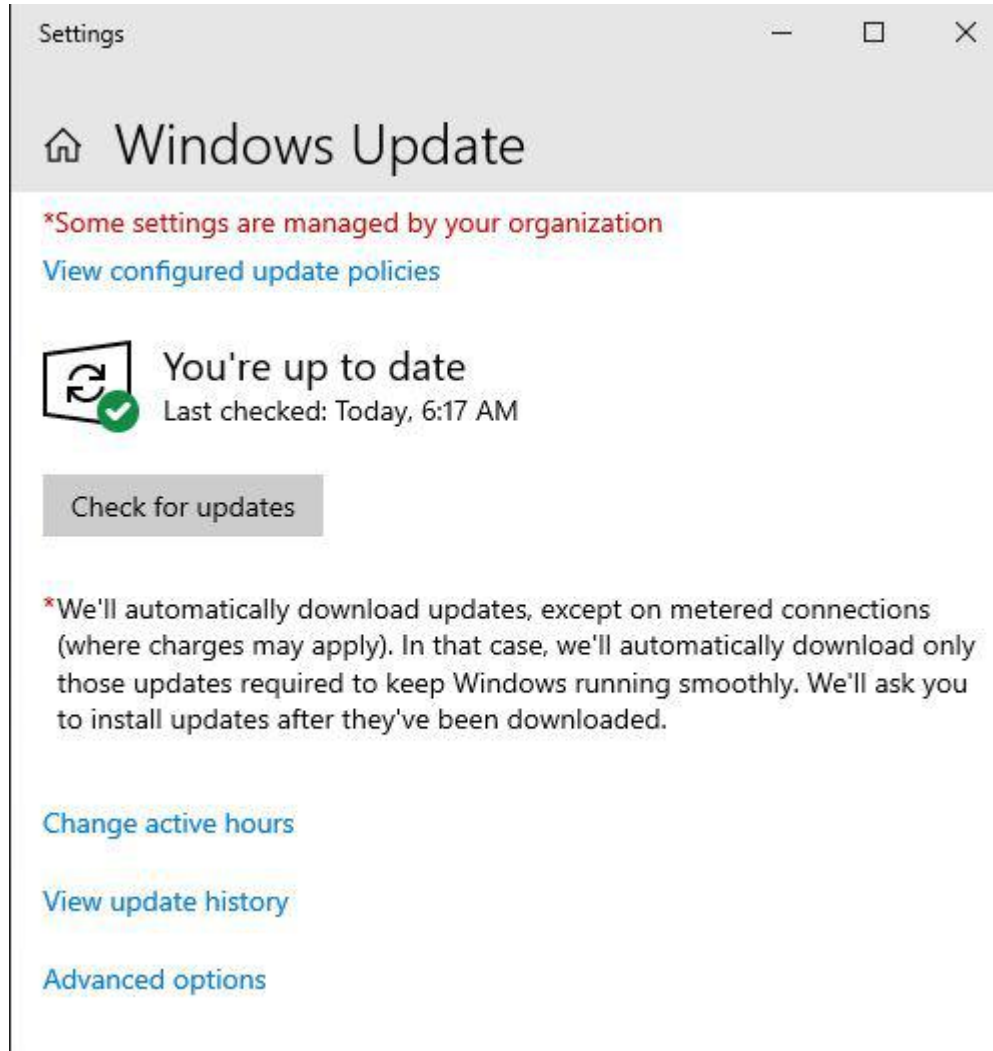 Settings
Windows Update
*Some settings are managed by your organization
View configured update policies
You're up to date
Last checked: Today, 6:17 AM
Check for updates
*We'll automatically download updates, except on metered connections
(where charges may apply). In that case, we'll automatically download only
those updates required to keep Windows running smoothly. We'll ask you
to install updates after they've been downloaded.
Change active hours
View update history
Advanced options